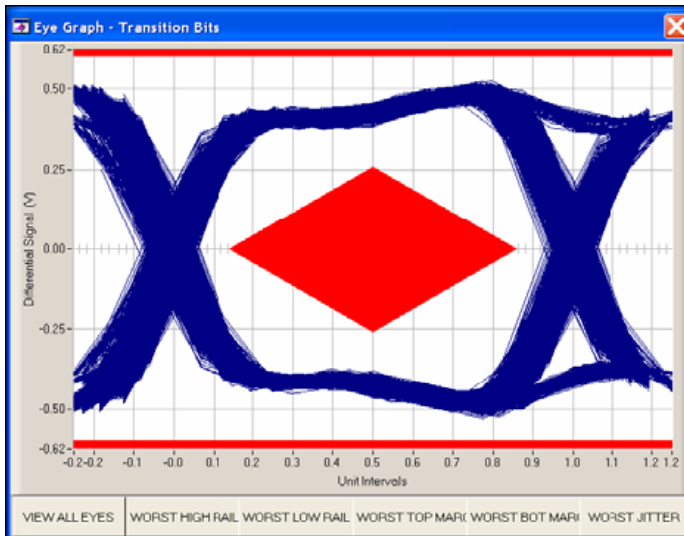 Eye Graph - Transition Bits
0.62
0.50
0.25
0.00
-0.25
-0.50
-0.62
Differential Signal (V)
-0.2 -0.2 -0.1 -0.0 0.1 0.2 0.3 0.4 0.5 0.6 0.7 0.8 0.9 1.0 1.1 1.2 1.2
Unit Intervals
VIEW ALL EYES WORST HIGH RAIL WORST LOW RAIL WORST TOP MAR( WORST BOT MAR( WORST JITTER